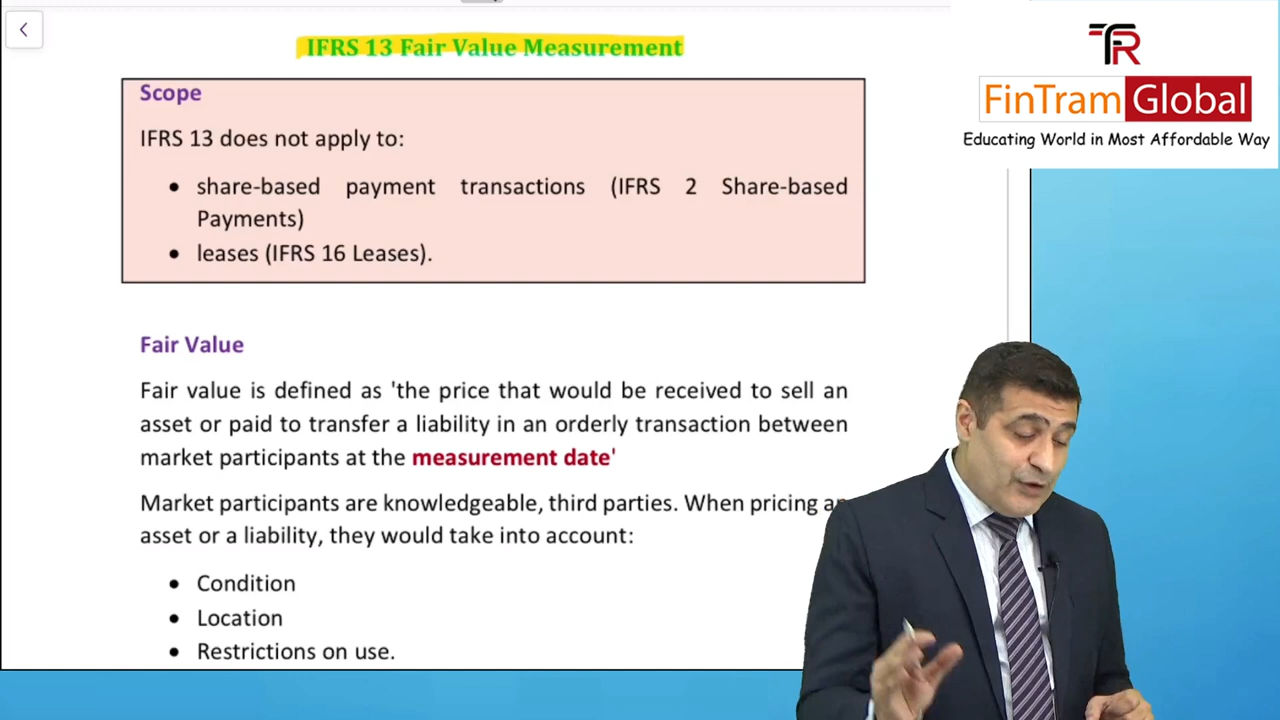 IFRS 13 Fair Value Measurement
Scope
IFRS 13 does not apply to:
• share-based payment transactions (IFRS 2 Share-based
Payments)
• leases (IFRS 16 Leases).
Fair Value
Fair value is defined as 'the price that would be received to sell an
asset or paid to transfer a liability in an orderly transaction between
market participants at the measurement date'
Market participants are knowledgeable, third parties. When pricing an
asset or a liability, they would take into account:
• Condition
• Location
• Restrictions on use.
FinTram Global
Educating World in Most Affordable Way